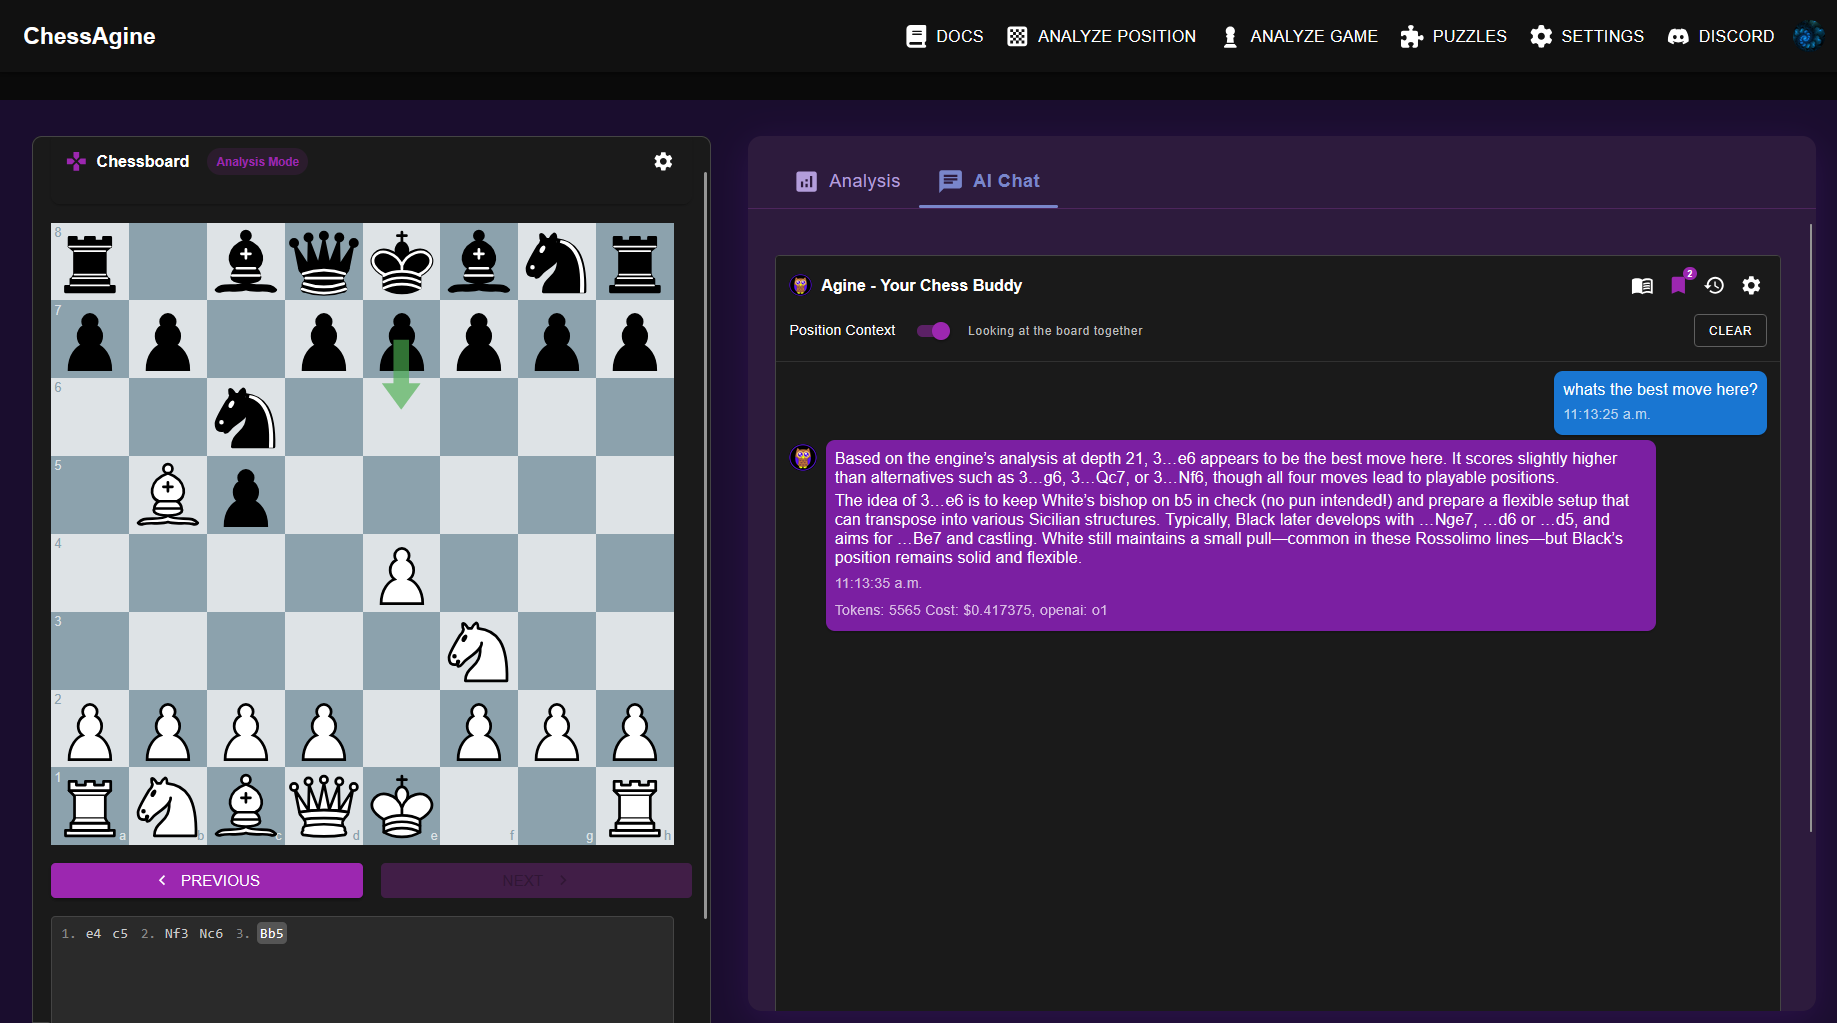 ChessAgine
DOCS
ANALYZE POSITION
ANALYZE GAME
PUZZLES
SETTINGS
DISCORD
Chessboard
Analysis Mode
8
7
6
5
4
3
2
1
a
b
c
d
e
f
g
h
PREVIOUS
NEXT
1. e4 c5 2. Nf3 Nc6 3. Bb5
Analysis
AI Chat
Agine - Your Chess Buddy
2
Position Context
Looking at the board together
CLEAR
whats the best move here?
11:13:25 a.m.
Based on the engine’s analysis at depth 21, 3…e6 appears to be the best move here. It scores slightly higher
than alternatives such as 3…g6, 3…Qc7, or 3…Nf6, though all four moves lead to playable positions.
The idea of 3…e6 is to keep White’s bishop on b5 in check (no pun intended!) and prepare a flexible setup that
can transpose into various Sicilian structures. Typically, Black later develops with …Nge7, …d6 or …d5, and
aims for …Be7 and castling. White still maintains a small pull—common in these Rossolimo lines—but Black’s
position remains solid and flexible.
11:13:35 a.m.
Tokens: 5565 Cost: $0.417375, openai: o1